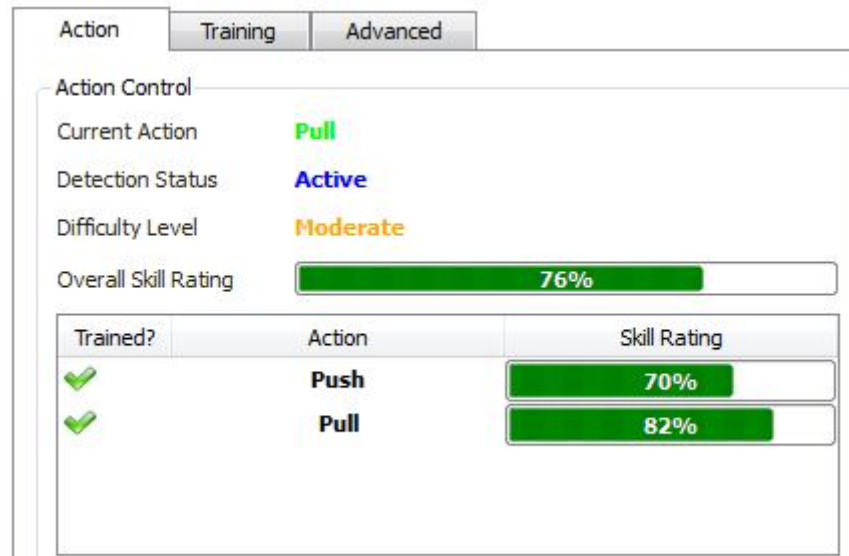 Action Training Advanced
Action Control
Current Action Pull
Detection Status Active
Difficulty Level Moderate
Overall Skill Rating 76%
Trained? Action Skill Rating
Push 70%
Pull 82%